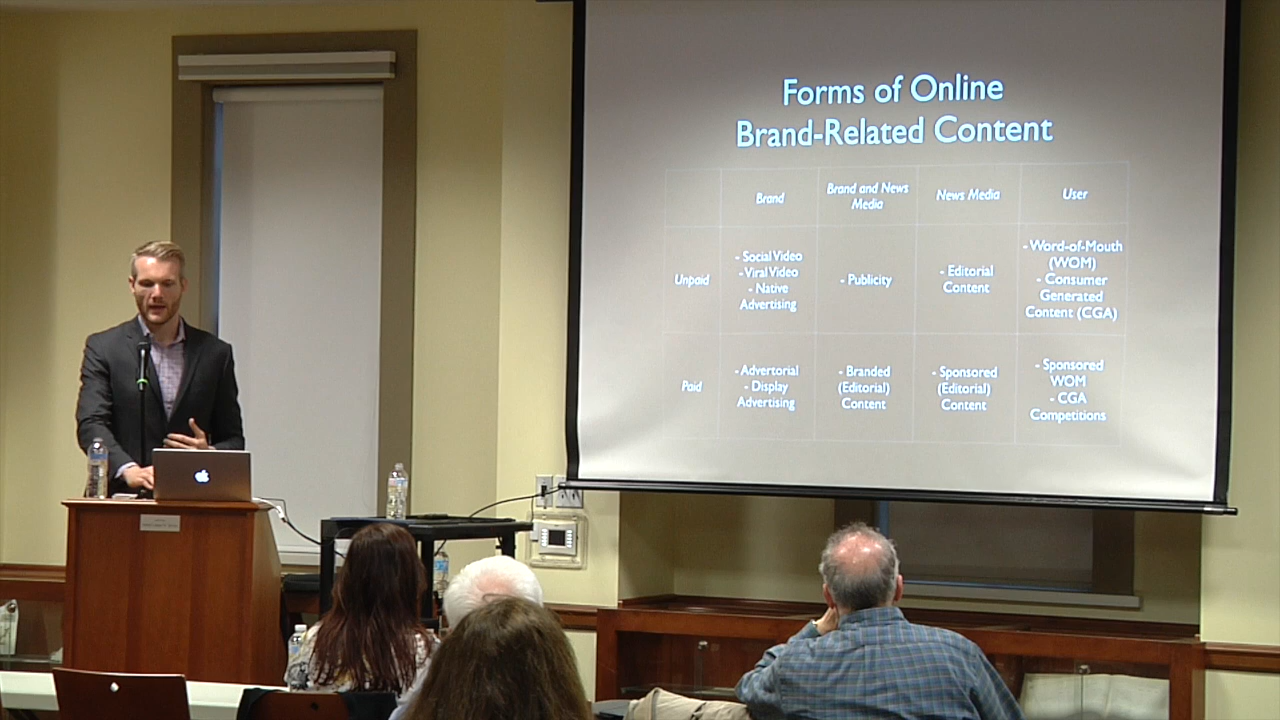 Forms of Online
Brand-Related Content
Brand
Brand and News
Media
News Media
User
Unpaid
- Social Video
- Viral Video
- Native
Advertising
- Publicity
- Editorial
Content
- Word-of-Mouth
(WOM)
- Consumer
Generated
Content (CGA)
Paid
- Advertorial
- Display
Advertising
- Branded
(Editorial)
Content
- Sponsored
(Editorial)
Content
- Sponsored
WOM
- CGA
Competitions